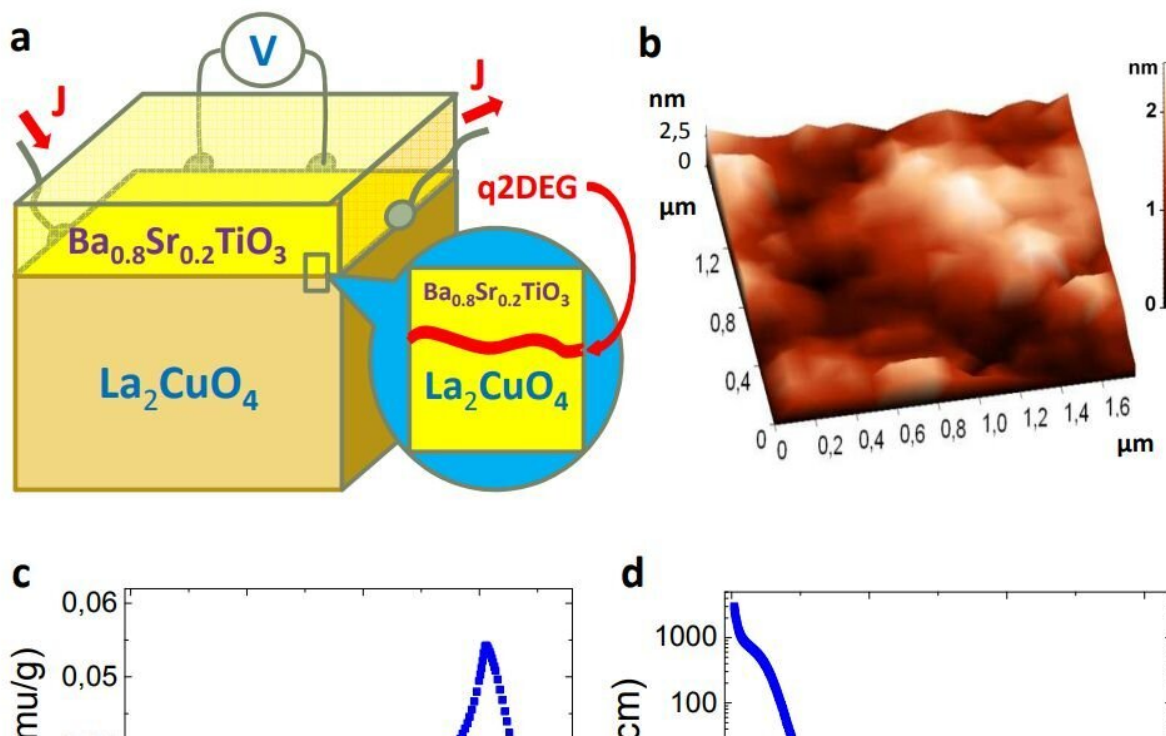 a
V
J
J
q2DEG
Ba0.8Sr0.2TiO3
La2CuO4
Ba0.8Sr0.2TiO3
La2CuO4
b
nm
2,5
0
µm
1,2
0,8
0,4
0
0
0,2
0,4
0,6
0,8
1,0
1,2
1,4
1.6
µm
nm
2
1
0
c
0,06
0,05
mu/g)
d
1000
100
cm)